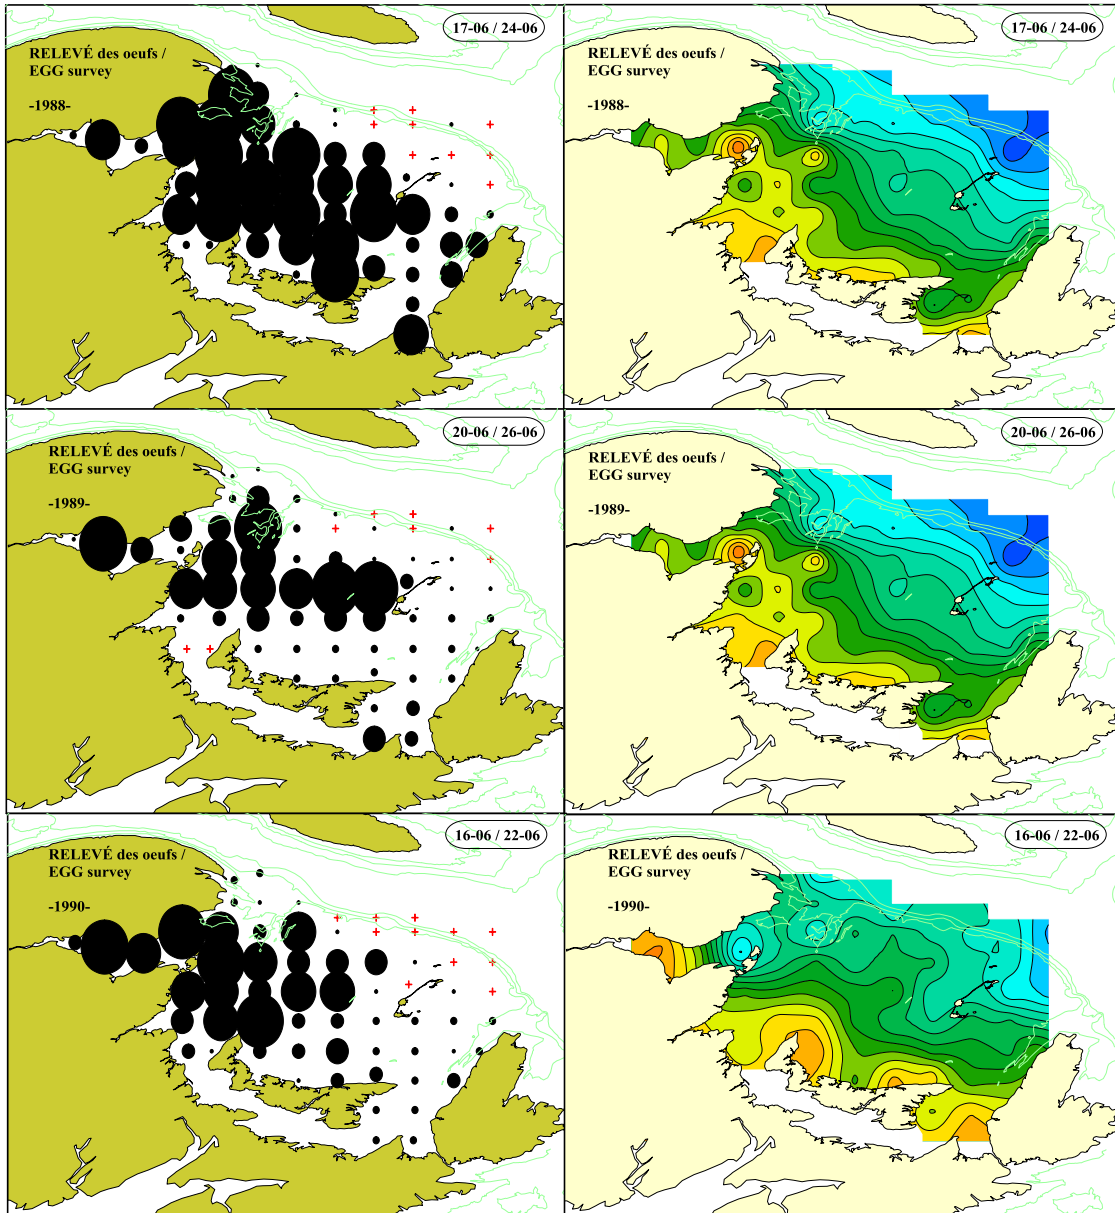 17-06 / 24-06
RELEVÉ des oeufs /
EGG survey
-1988-
17-06 / 24-06
RELEVÉ des oeufs /
EGG survey
-1988-
20-06 / 26-06
RELEVÉ des oeufs /
EGG survey
-1989-
20-06 / 26-06
RELEVÉ des oeufs /
EGG survey
-1989-
16-06 / 22-06
RELEVÉ des oeufs /
EGG survey
-1990-
16-06 / 22-06
RELEVÉ des oeufs /
EGG survey
-1990-